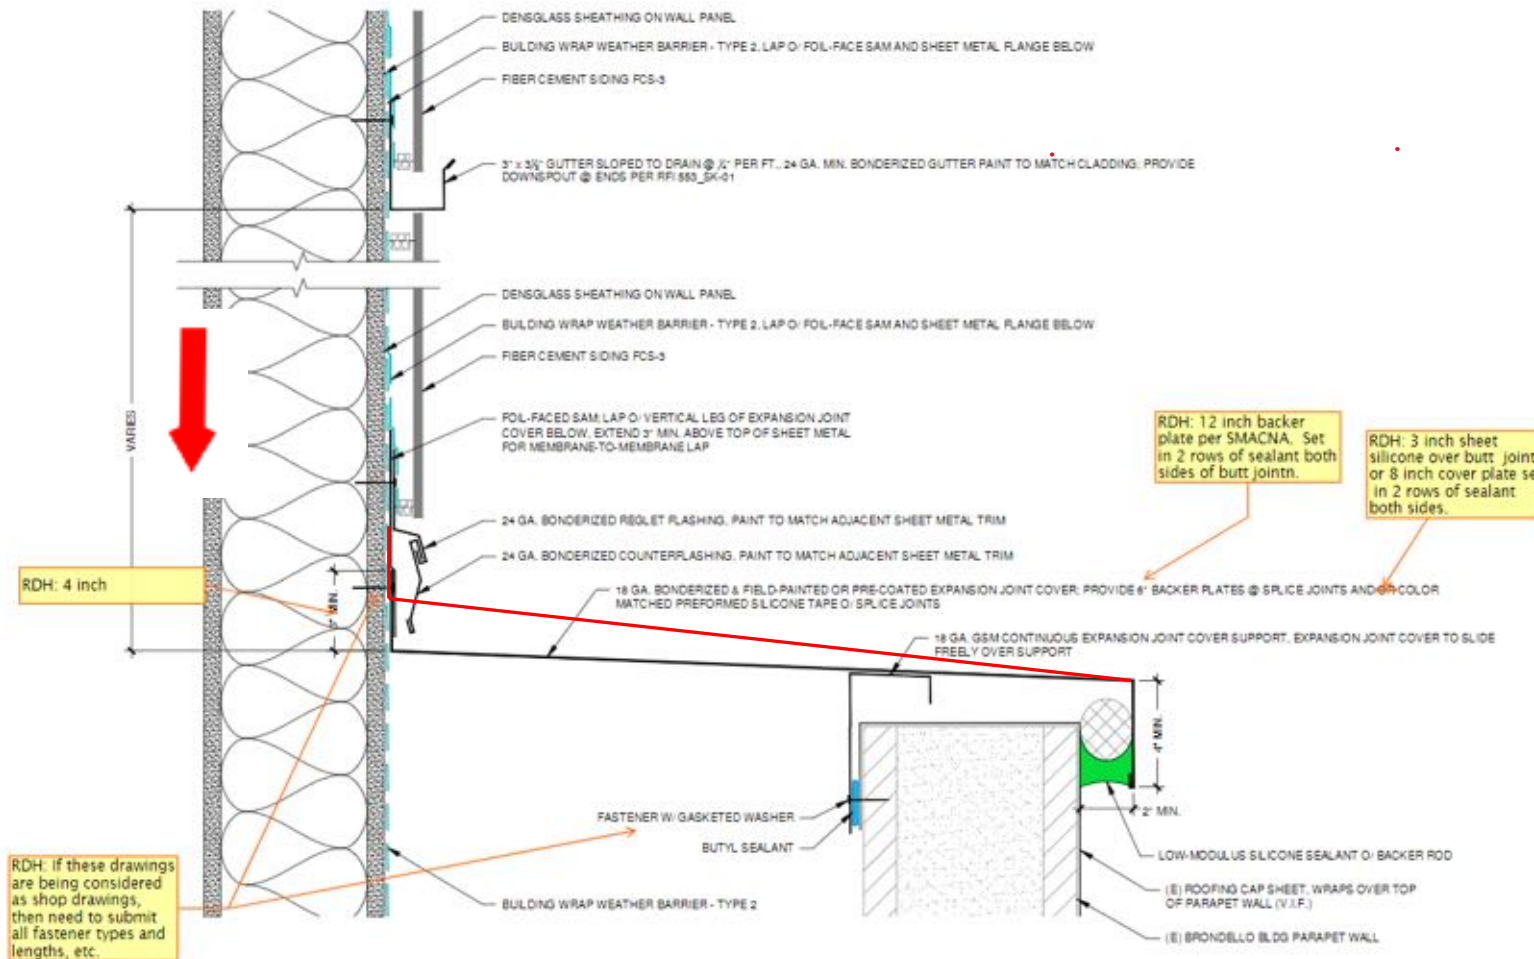 DENSGLASS SHEATHING ON WALL PANEL
BUILDING WRAP WEATHER BARRIER - TYPE 2, LAP O/ FOIL-FACE SAM AND SHEET METAL FLANGE BELOW
FIBER CEMENT SIDING FCS-3
3" x 3½" GUTTER SLOPED TO DRAIN @ ¼" PER FT., 24 GA. MIN. BONDERIZED GUTTER PAINT TO MATCH CLADDING; PROVIDE
DOWNSPOUT @ ENDS PER RFI 553_SK-01
VARIES
DENSGLASS SHEATHING ON WALL PANEL
BUILDING WRAP WEATHER BARRIER - TYPE 2, LAP O/ FOIL-FACE SAM AND SHEET METAL FLANGE BELOW
FIBER CEMENT SIDING FCS-3
FOIL-FACED SAM; LAP O/ VERTICAL LEG OF EXPANSION JOINT
COVER BELOW, EXTEND 3" MIN. ABOVE TOP OF SHEET METAL
FOR MEMBRANE-TO-MEMBRANE LAP
RDH: 12 inch backer
plate per SMACNA. Set
in 2 rows of sealant both
sides of butt jointn.
RDH: 3 inch sheet
silicone over butt joint
or 8 inch cover plate se
in 2 rows of sealant
both sides.
24 GA. BONDERIZED REGLET FLASHING, PAINT TO MATCH ADJACENT SHEET METAL TRIM
24 GA. BONDERIZED COUNTERFLASHING, PAINT TO MATCH ADJACENT SHEET METAL TRIM
RDH: 4 inch
MIN.
18 GA. BONDERIZED & FIELD-PAINTED OR PRE-COATED EXPANSION JOINT COVER; PROVIDE 6" BACKER PLATES @ SPLICE JOINTS AND/OR COLOR
MATCHED PREFORMED SILICONE TAPE O/ SPLICE JOINTS
18 GA. GSM CONTINUOUS EXPANSION JOINT COVER SUPPORT, EXPANSION JOINT COVER TO SLIDE
FREELY OVER SUPPORT
4" MIN.
2" MIN.
FASTENER W/ GASKETED WASHER
BUTYL SEALANT
LOW-MODULUS SILICONE SEALANT O/ BACKER ROD
RDH: If these drawings
are being considered
as shop drawings,
then need to submit
all fastener types and
lengths, etc.
BUILDING WRAP WEATHER BARRIER - TYPE 2
(E) ROOFING CAP SHEET, WRAPS OVER TOP
OF PARAPET WALL (V.I.F.)
(E) BRONDELLO BLDG PARAPET WALL